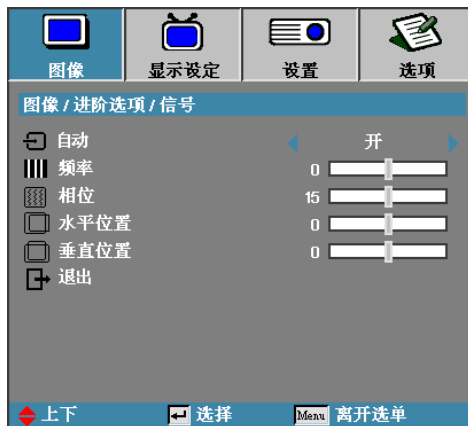 图像 显示设定 设置 选项
图像 / 进阶选项 / 信号
自动 开
频率 0
相位 15
水平位置 0
垂直位置 0
退出
上下 选择 Menu 离开选单